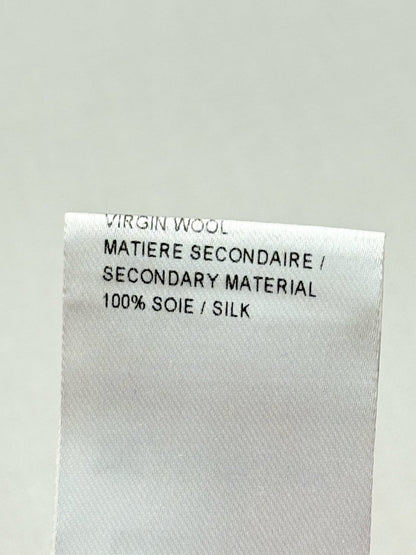 VIRGIN WOOL
MATIERE SECONDAIRE /
SECONDARY MATERIAL
100% SOIE / SILK